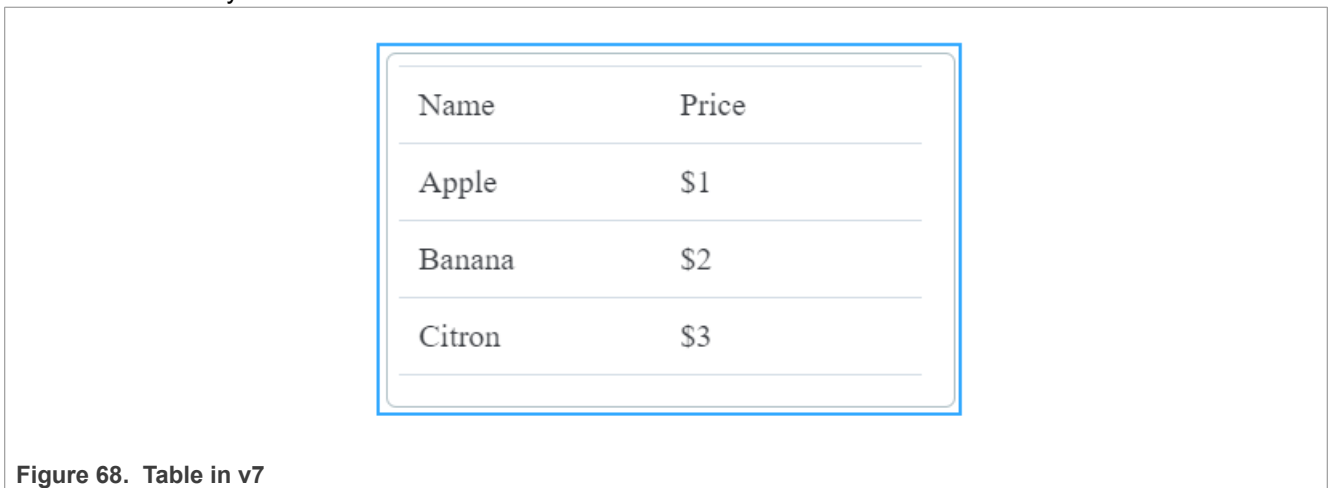 Name Price
Apple $1
Banana $2
Citron $3
Figure 68. Table in v7